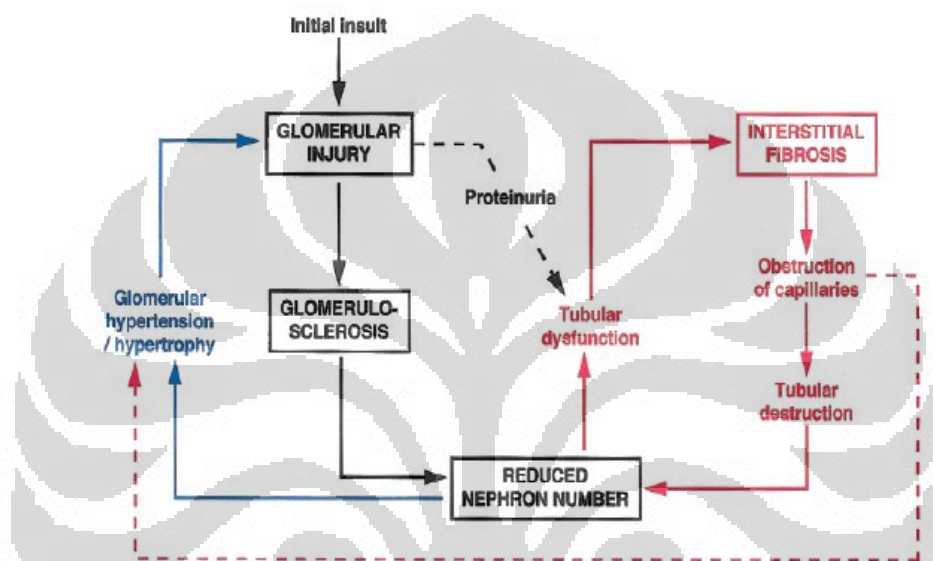 Initial insult
GLOMERULAR
INJURY
INTERSTITIAL
FIBROSIS
Proteinuria
Obstruction
of capillaries
Glomerular
hypertension
/ hypertrophy
GLOMERULO-
SCLEROSIS
Tubular
dysfunction
Tubular
destruction
REDUCED
NEPHRON NUMBER